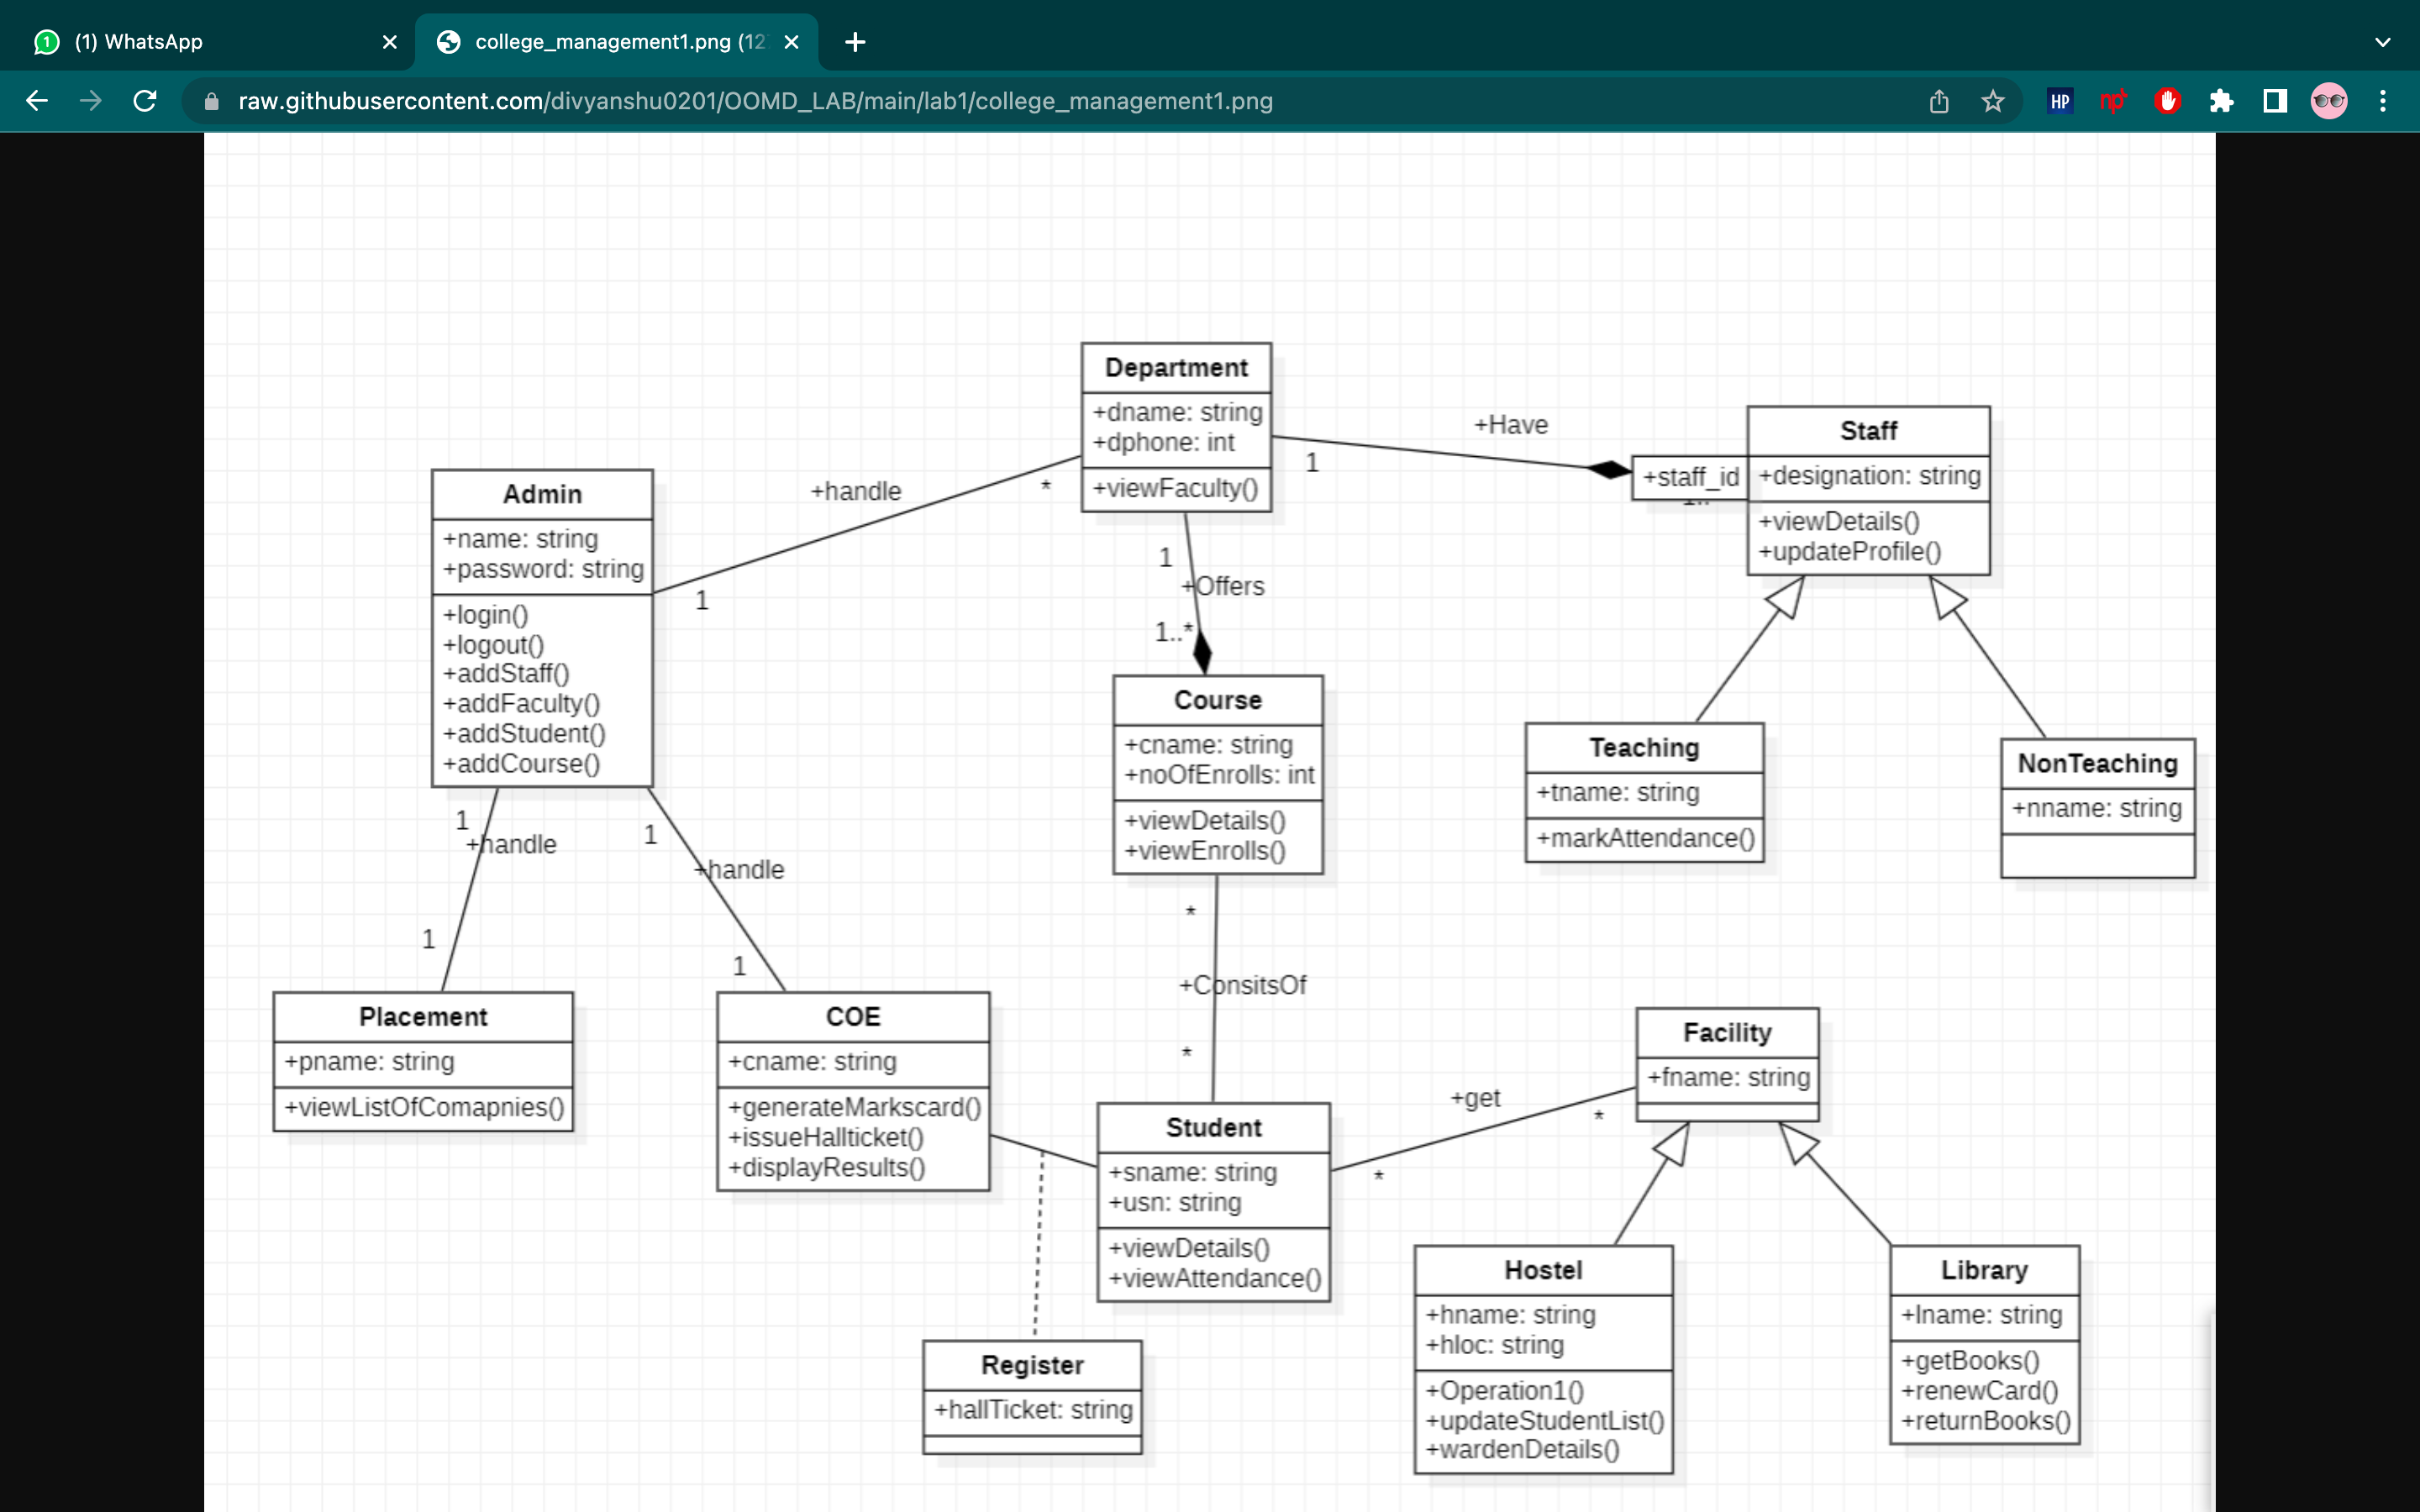 (1) WhatsApp
college_management1.png (12
raw.githubusercontent.com/divyanshu0201/OOMD_LAB/main/lab1/college_management1.png
HP
Department
+dname: string
+dphone: int
+viewFaculty()
+Have
1
Staff
+staff_id
+designation: string
1..
+viewDetails()
+updateProfile()
Admin
+name: string
+password: string
+login()
+logout()
+addStaff()
+addFaculty()
+addStudent()
+addCourse()
+handle
*
1
1
+Offers
1..*
Course
+cname: string
+noOfEnrolls: int
+viewDetails()
+viewEnrolls()
Teaching
+tname: string
+markAttendance()
NonTeaching
+nname: string
1
+handle
1
1
+handle
1
*
+ConsitsOf
*
Placement
+pname: string
+viewListOfComapnies()
COE
+cname: string
+generateMarkscard()
+issueHallticket()
+displayResults()
Student
+sname: string
+usn: string
+viewDetails()
+viewAttendance()
+get
*
*
Facility
+fname: string
Register
+hallTicket: string
Hostel
+hname: string
+hloc: string
+Operation1()
+updateStudentList()
+wardenDetails()
Library
+lname: string
+getBooks()
+renewCard()
+returnBooks()